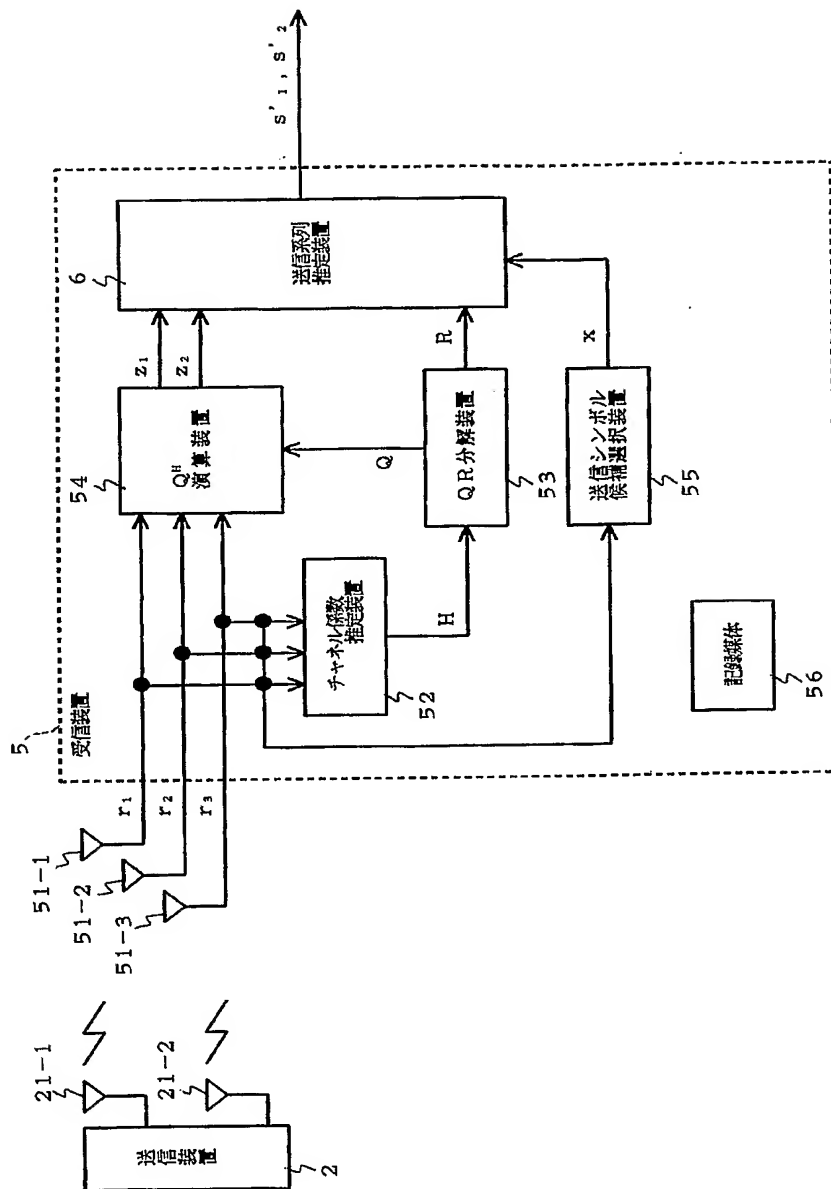 送信装置
2
21-1
21-2
51-1
51-2
51-3
5
受信装置
r₁
r₂
r₃
チャネル係数
推定装置
52
H
54
Qᴴ
演算装置
Q
QR分解装置
53
送信シンボル
候補選択装置
55
記録媒体
56
z₁
z₂
R
x
6
送信系列
推定装置
s'₁, s'₂